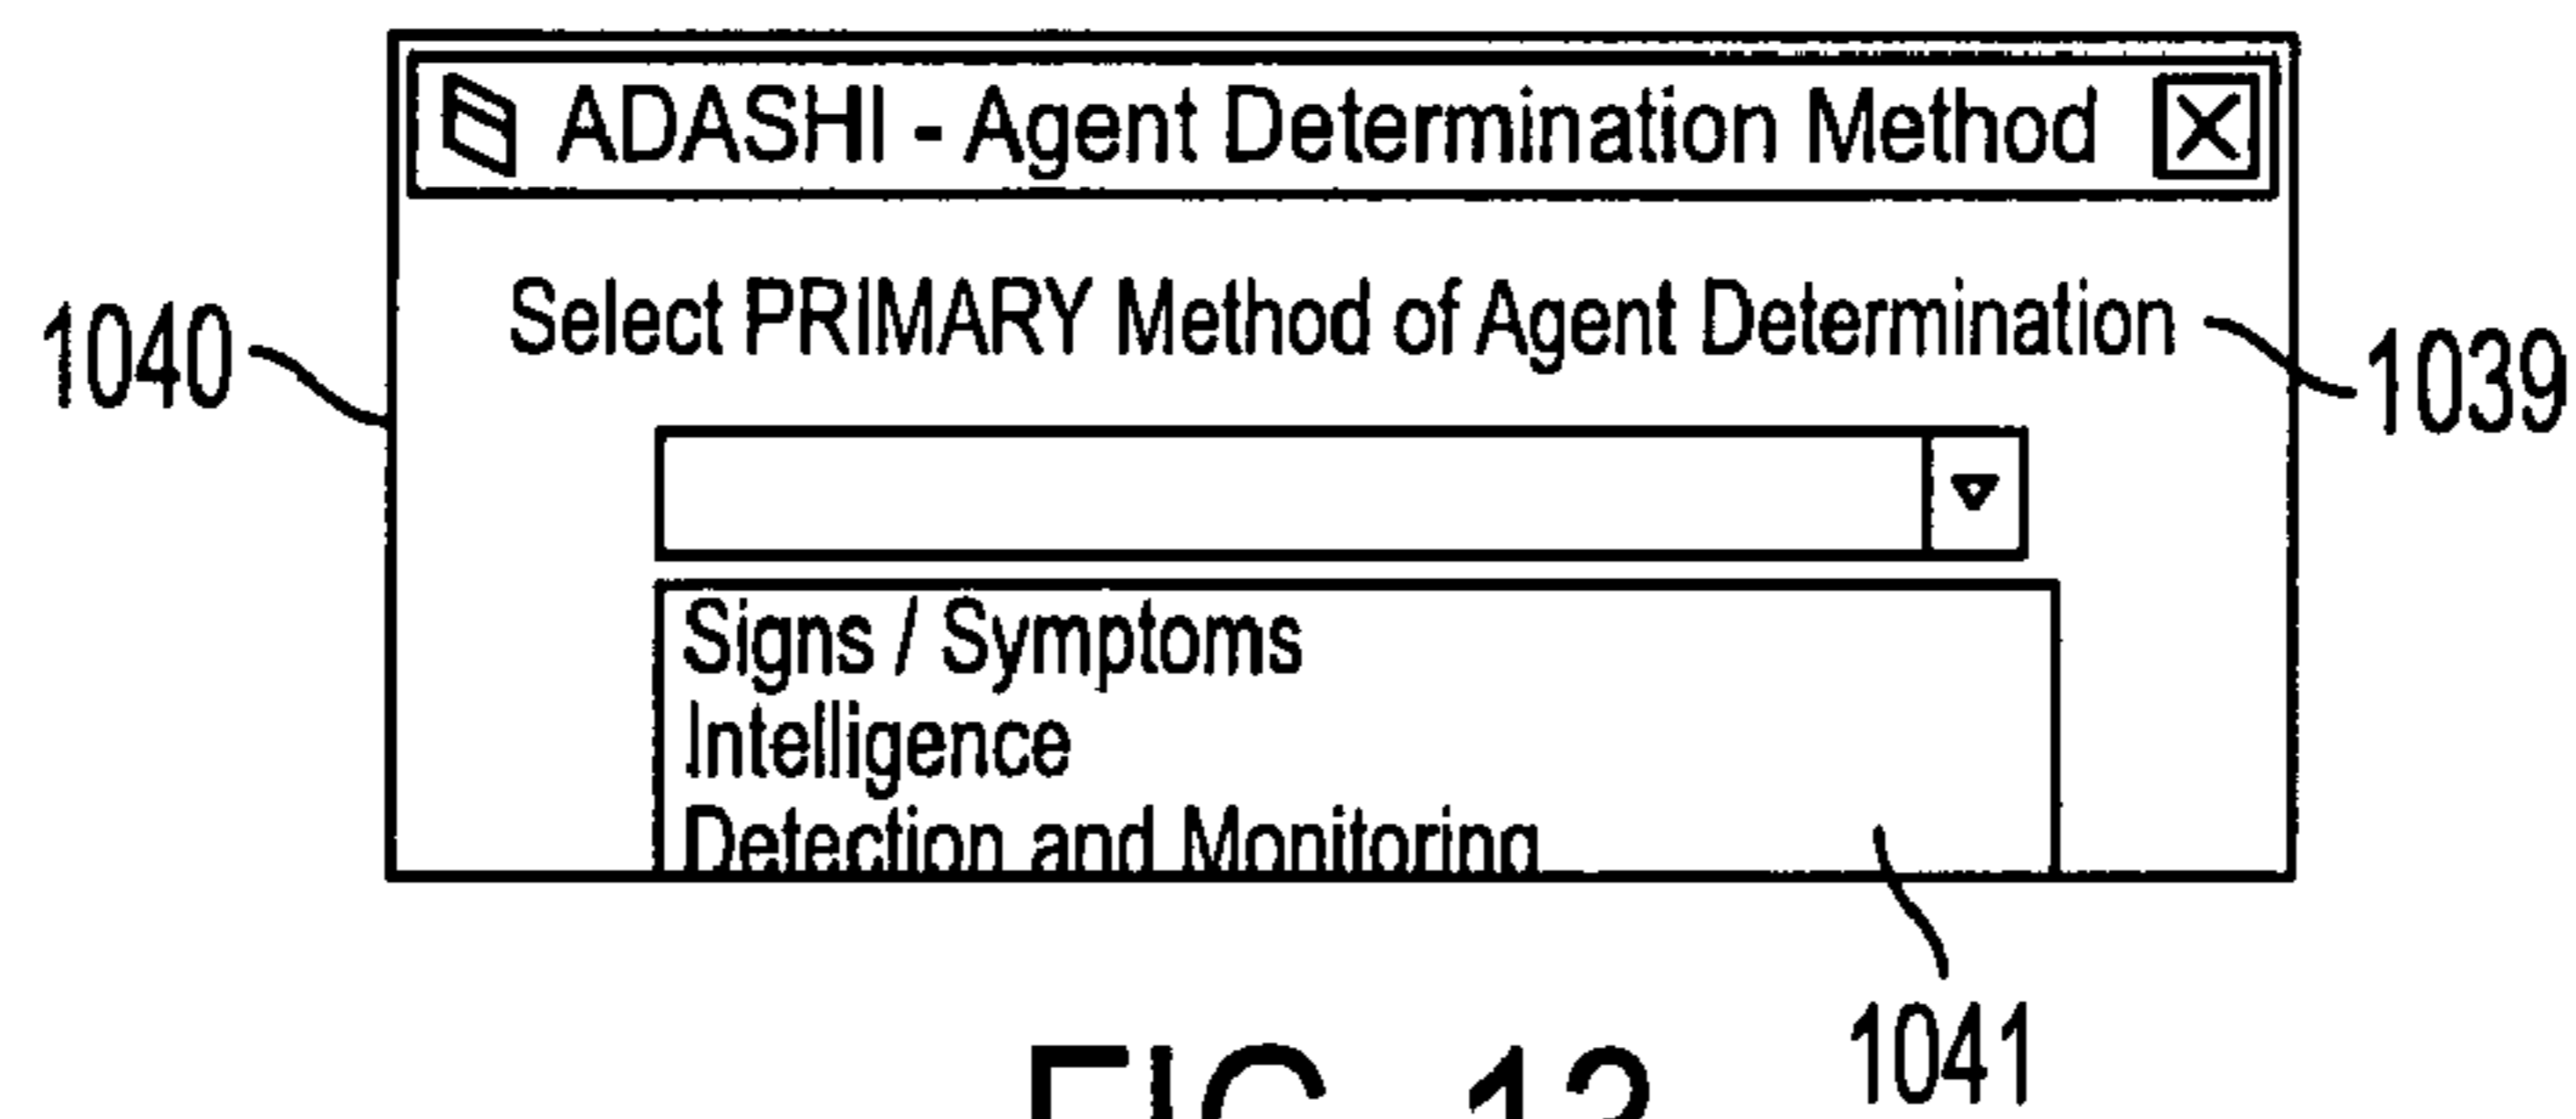 ADASHI - Agent Determination Method
Select PRIMARY Method of Agent Determination
1040
1039
Signs / Symptoms
Intelligence
Detection and Monitoring
1041
FIG.